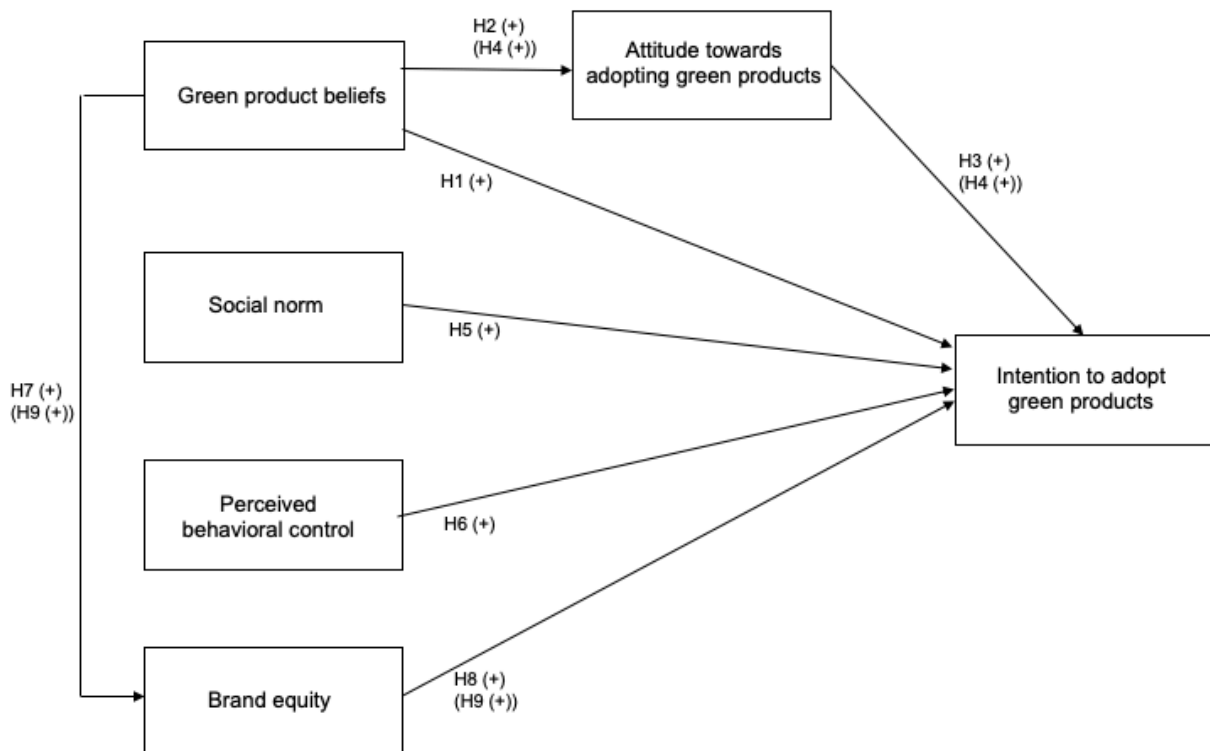 H2 (+)
(H4 (+))
Attitude towards
adopting green products
Green product beliefs
H3 (+)
(H4 (+))
H1 (+)
Social norm
H5 (+)
Intention to adopt
green products
H7 (+)
(H9 (+))
Perceived
behavioral control
H6 (+)
Brand equity
H8 (+)
(H9 (+))